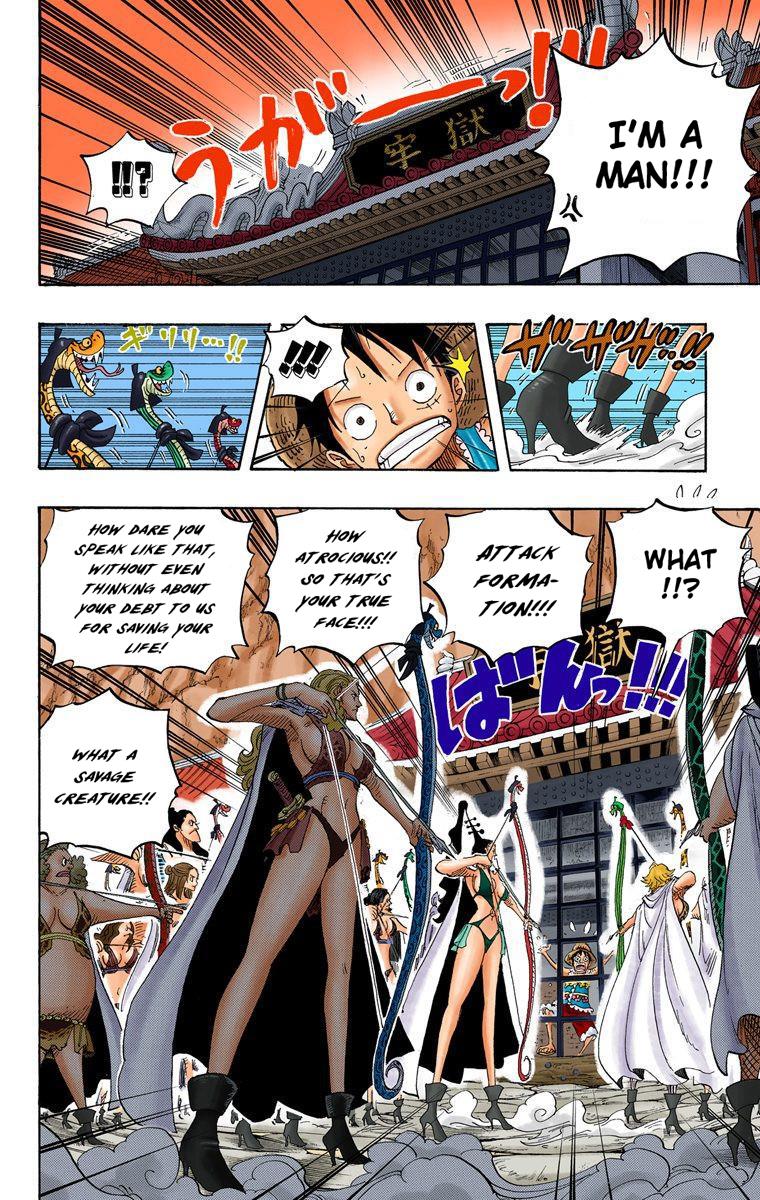 I'M A
MAN!!!
うがーっ!!!
牢獄
!!?
ザザザザ!!
!!!
ギリリ…!!
WHAT
!!?
ATTACK
FORMA-
TION!!!
HOW
ATROCIOUS!!
SO THAT'S
YOUR TRUE
FACE!!!
HOW DARE YOU
SPEAK LIKE THAT,
WITHOUT EVEN
THINKING ABOUT
YOUR DEBT TO US
FOR SAVING YOUR
LIFE!
獄
ばんっ!!!
WHAT A
SAVAGE
CREATURE!!